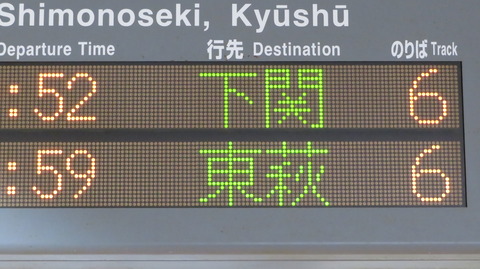 Shimonoseki, Kyūshū
Departure Time 行先 Destination のりば Track
:52 下関 6
:59 東萩 6